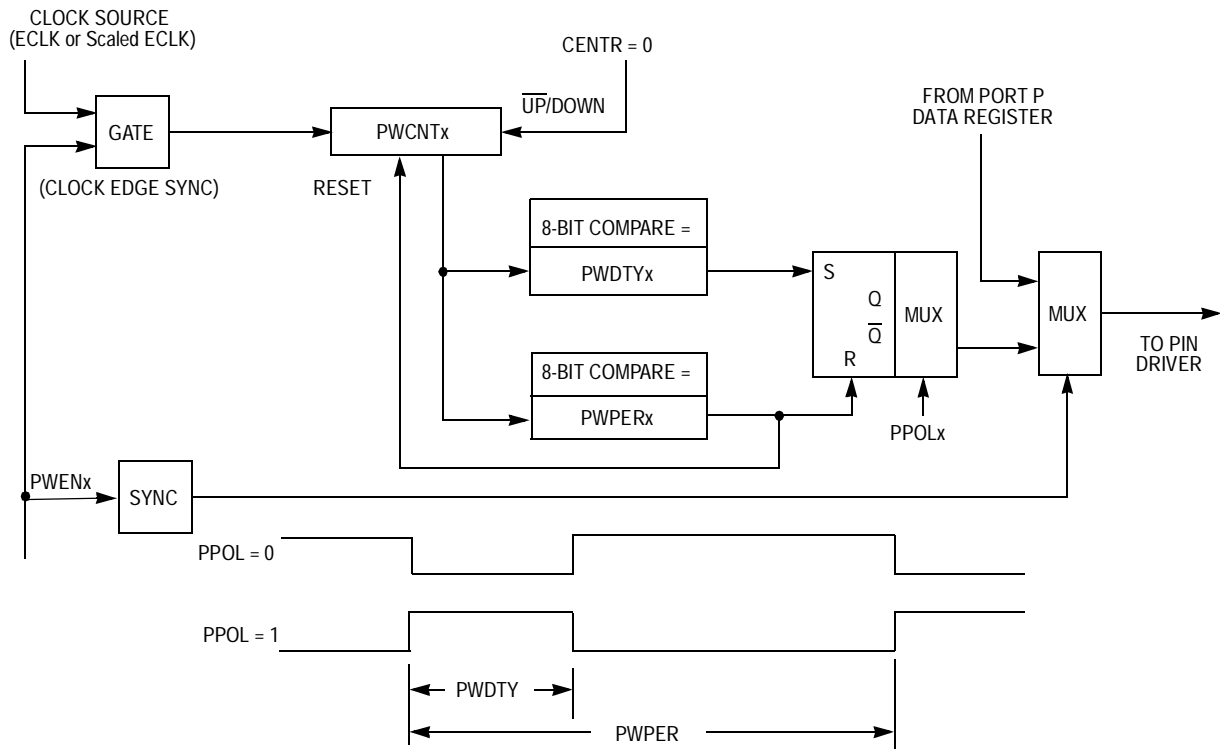 CLOCK SOURCE
(ECLK or Scaled ECLK)
CENTR = 0
U̅P̅/DOWN
FROM PORT P
DATA REGISTER
GATE
PWCNTx
(CLOCK EDGE SYNC)
RESET
8-BIT COMPARE =
PWDTYx
S
Q
Q̅
R
MUX
MUX
TO PIN
DRIVER
8-BIT COMPARE =
PWPERx
PPOLx
PWENx
SYNC
PPOL = 0
PPOL = 1
PWDTY
PWPER